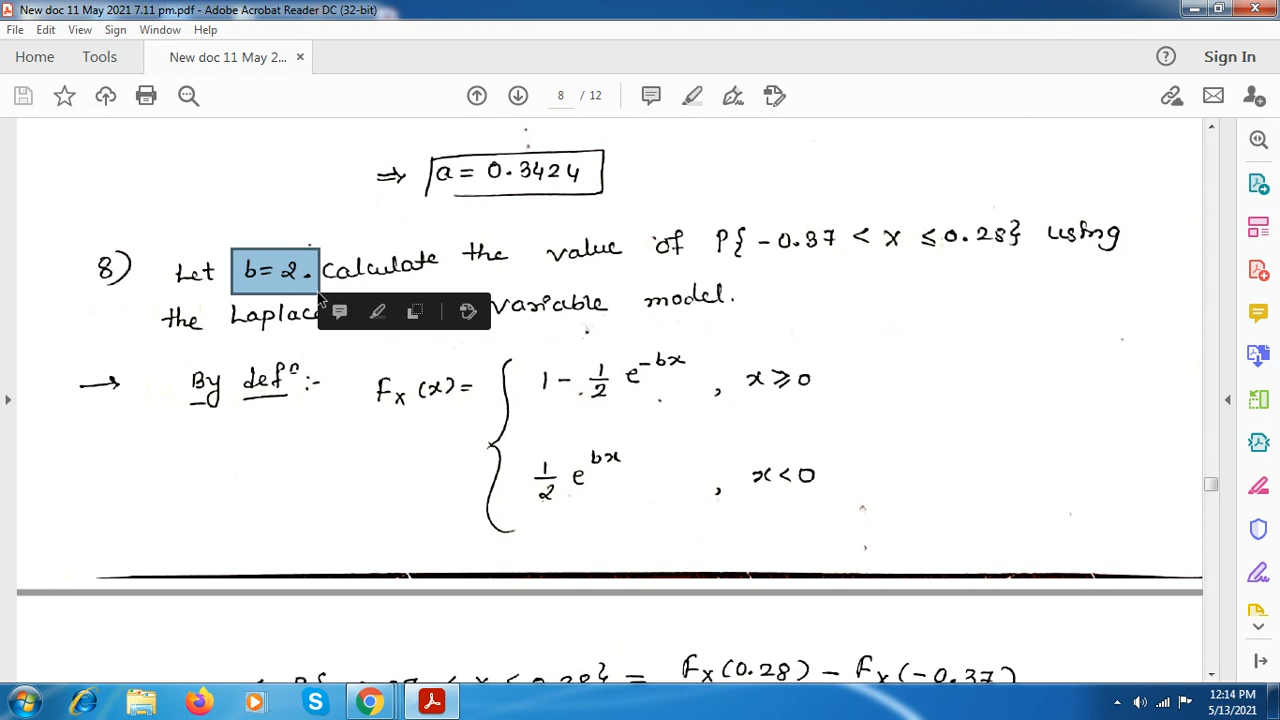 New doc 11 May 2021 7.11 pm.pdf - Adobe Acrobat Reader DC (32-bit)
File Edit View Sign Window Help
Home Tools New doc 11 May 2... × Sign In
8 / 12
⇒ a = 0.3424
8) Let b = 2. Calculate the value of P{ -0.37 < x ≤ 0.28} using
the Laplac variable model.
→ By defn :- Fx (x) = { 1 - 1/2 e^-bx , x ≥ 0
1/2 e^bx , x < 0
= Fx(0.28) - Fx(-0.37)
12:14 PM
5/13/2021